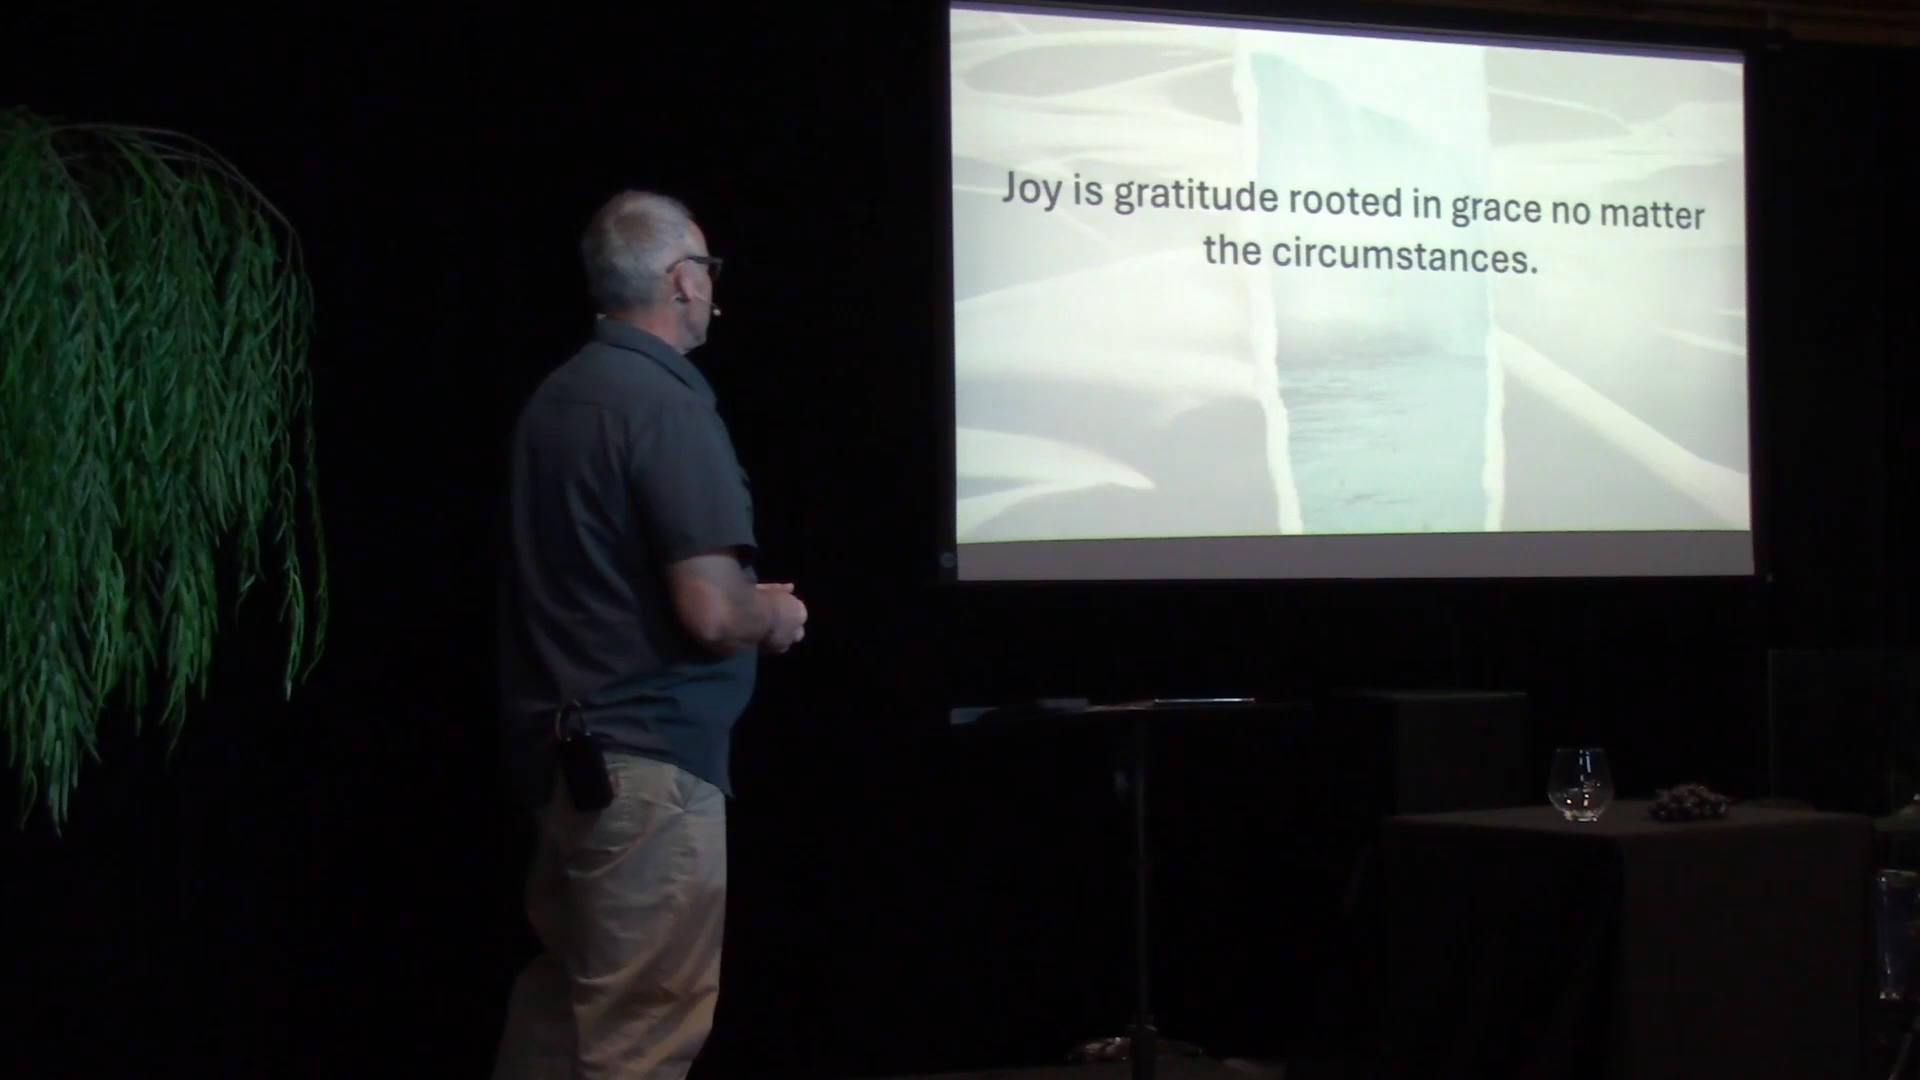 Joy is gratitude rooted in grace no matter
the circumstances.